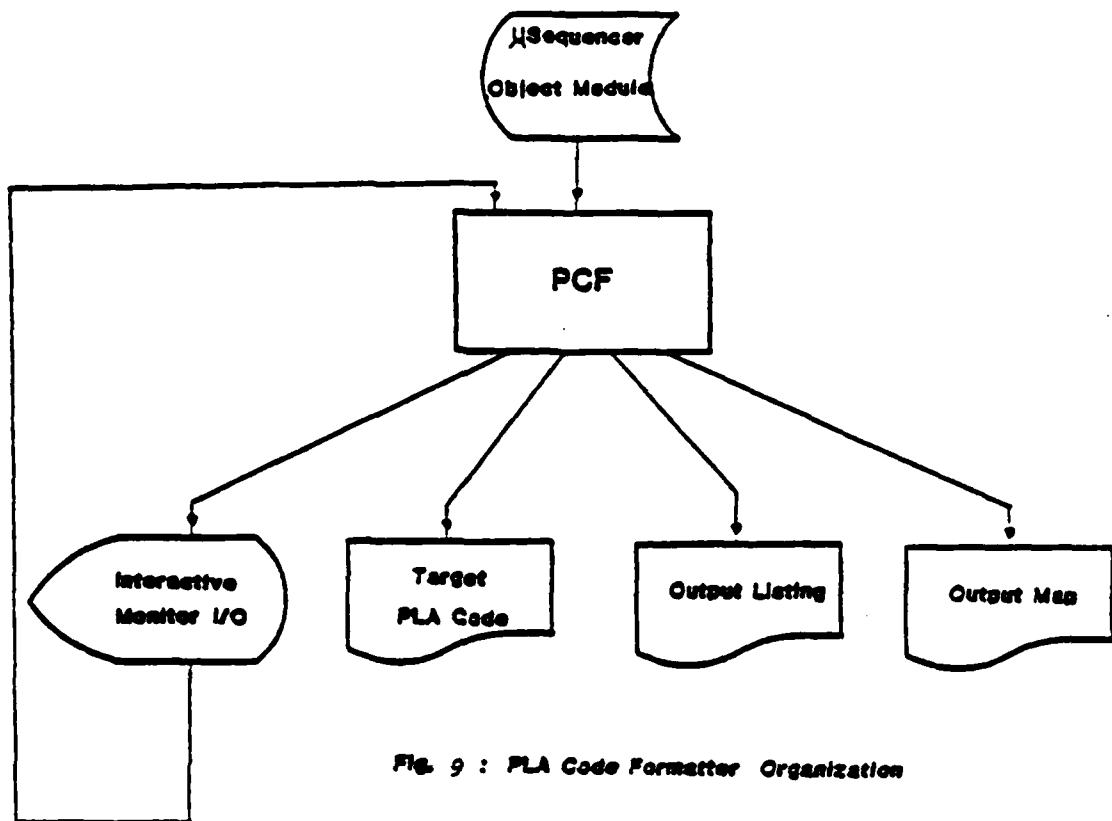 µSequencer
Object Module
PCF
Interactive
Monitor I/O
Target
PLA Code
Output Listing
Output Map
Fig. 9 : PLA Code Formatter Organization